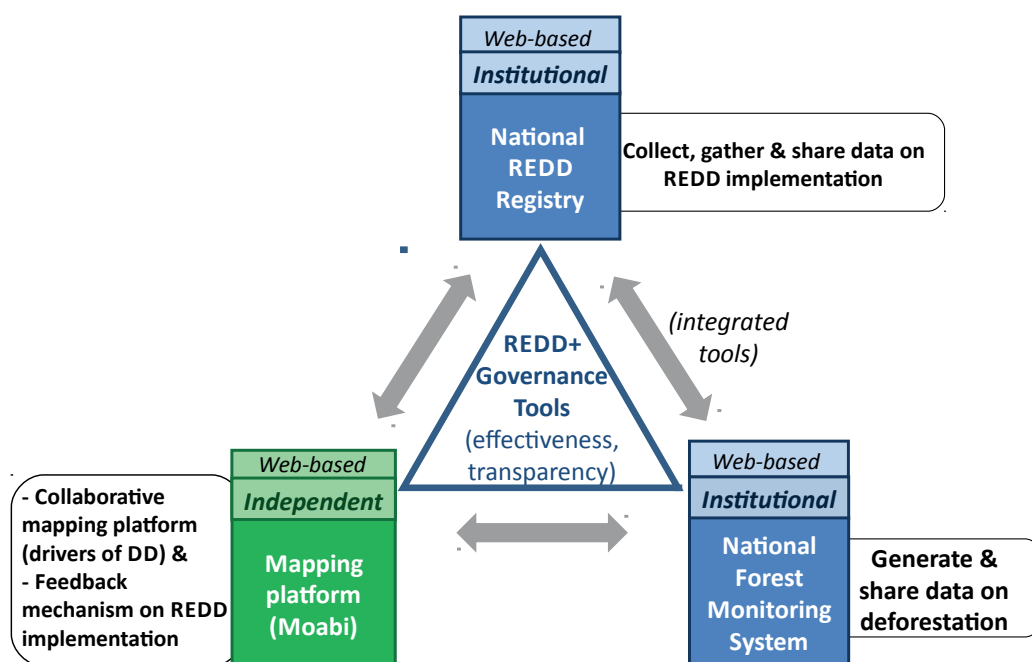 Web-based
Institutional
National
REDD
Registry
Collect, gather & share data on
REDD implementation
(integrated
tools)
REDD+
Governance
Tools
(effectiveness,
transparency)
Web-based
Independent
Mapping
platform
(Moabi)
- Collaborative
mapping platform
(drivers of DD) &
- Feedback
mechanism on REDD
implementation
Web-based
Institutional
National
Forest
Monitoring
System
Generate &
share data on
deforestation